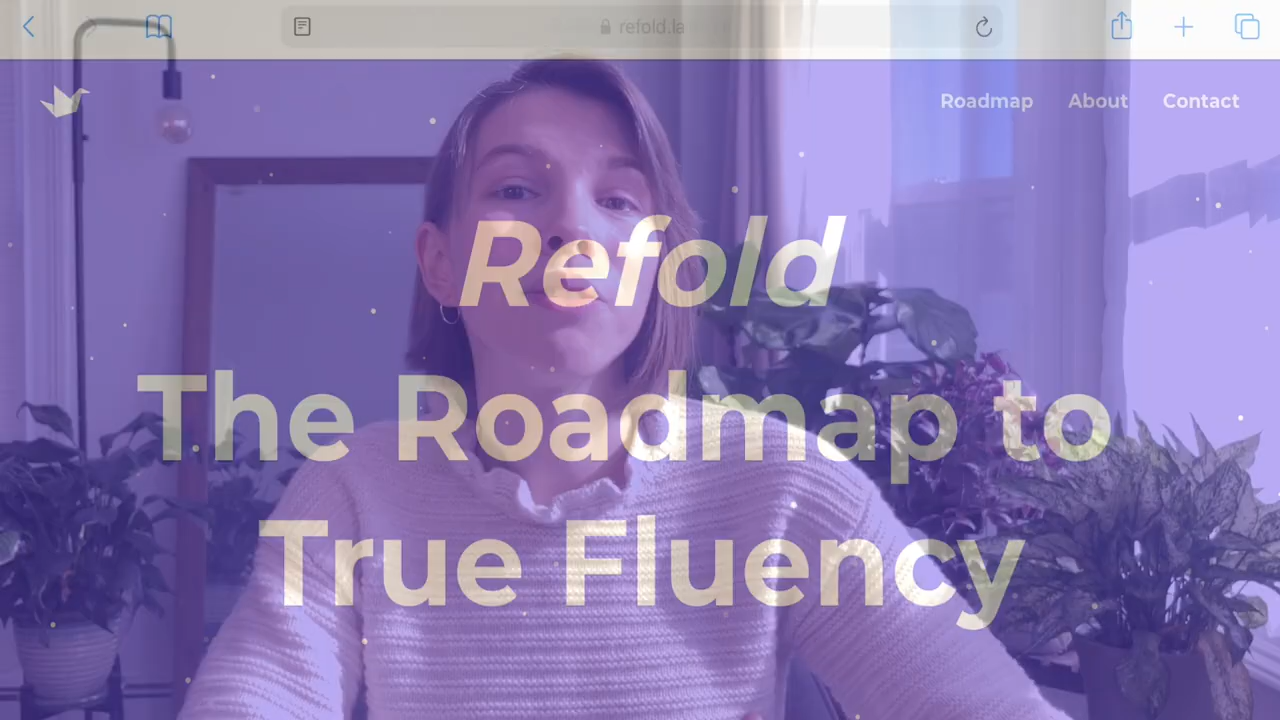 refold.la
Roadmap About Contact
Refold
The Roadmap to
True Fluency